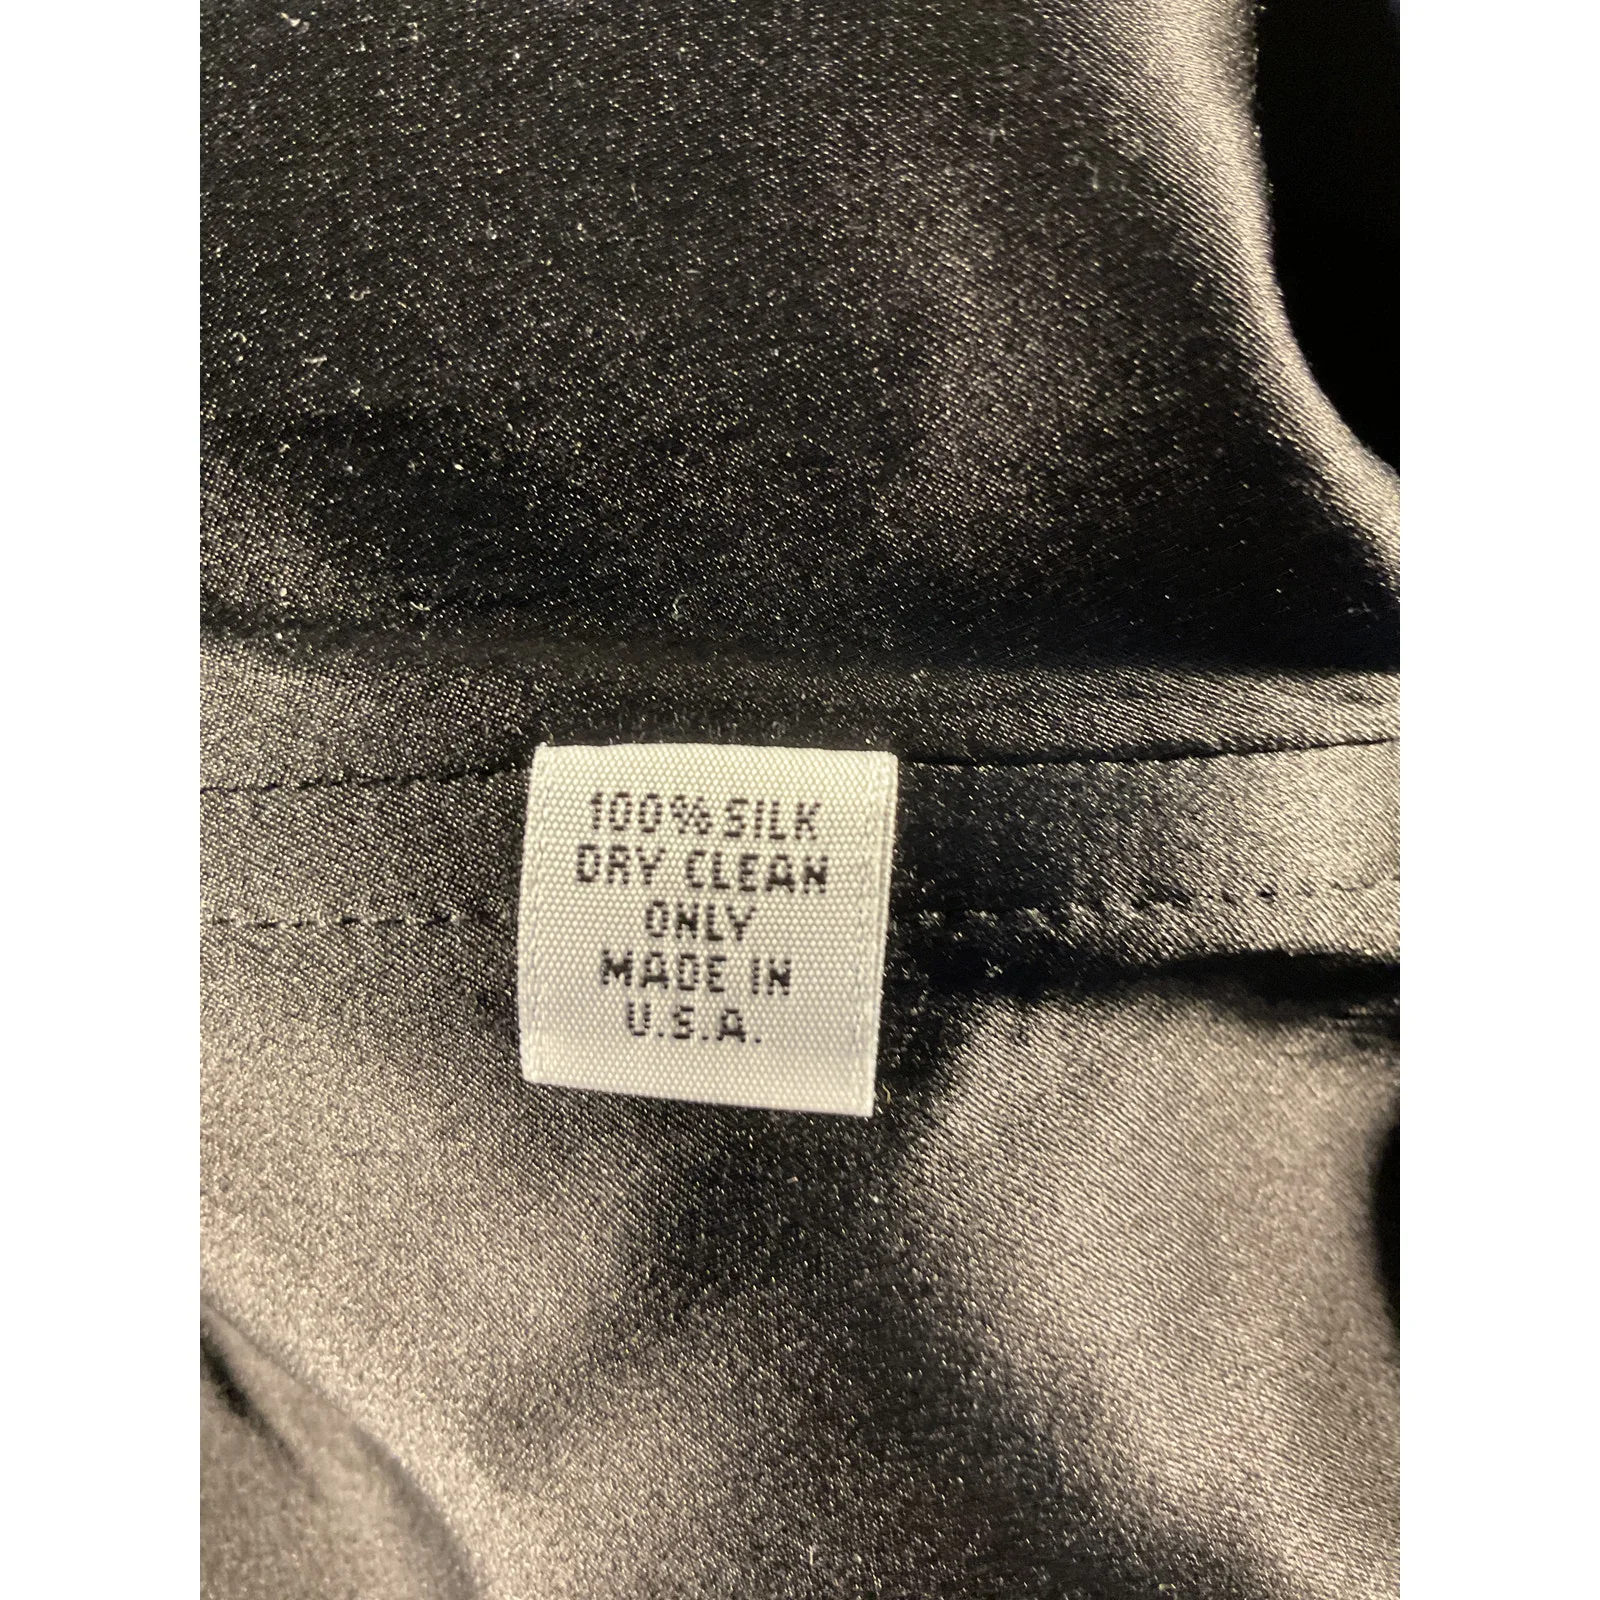 100% SILK
DRY CLEAN
ONLY
MADE IN
U.S.A.